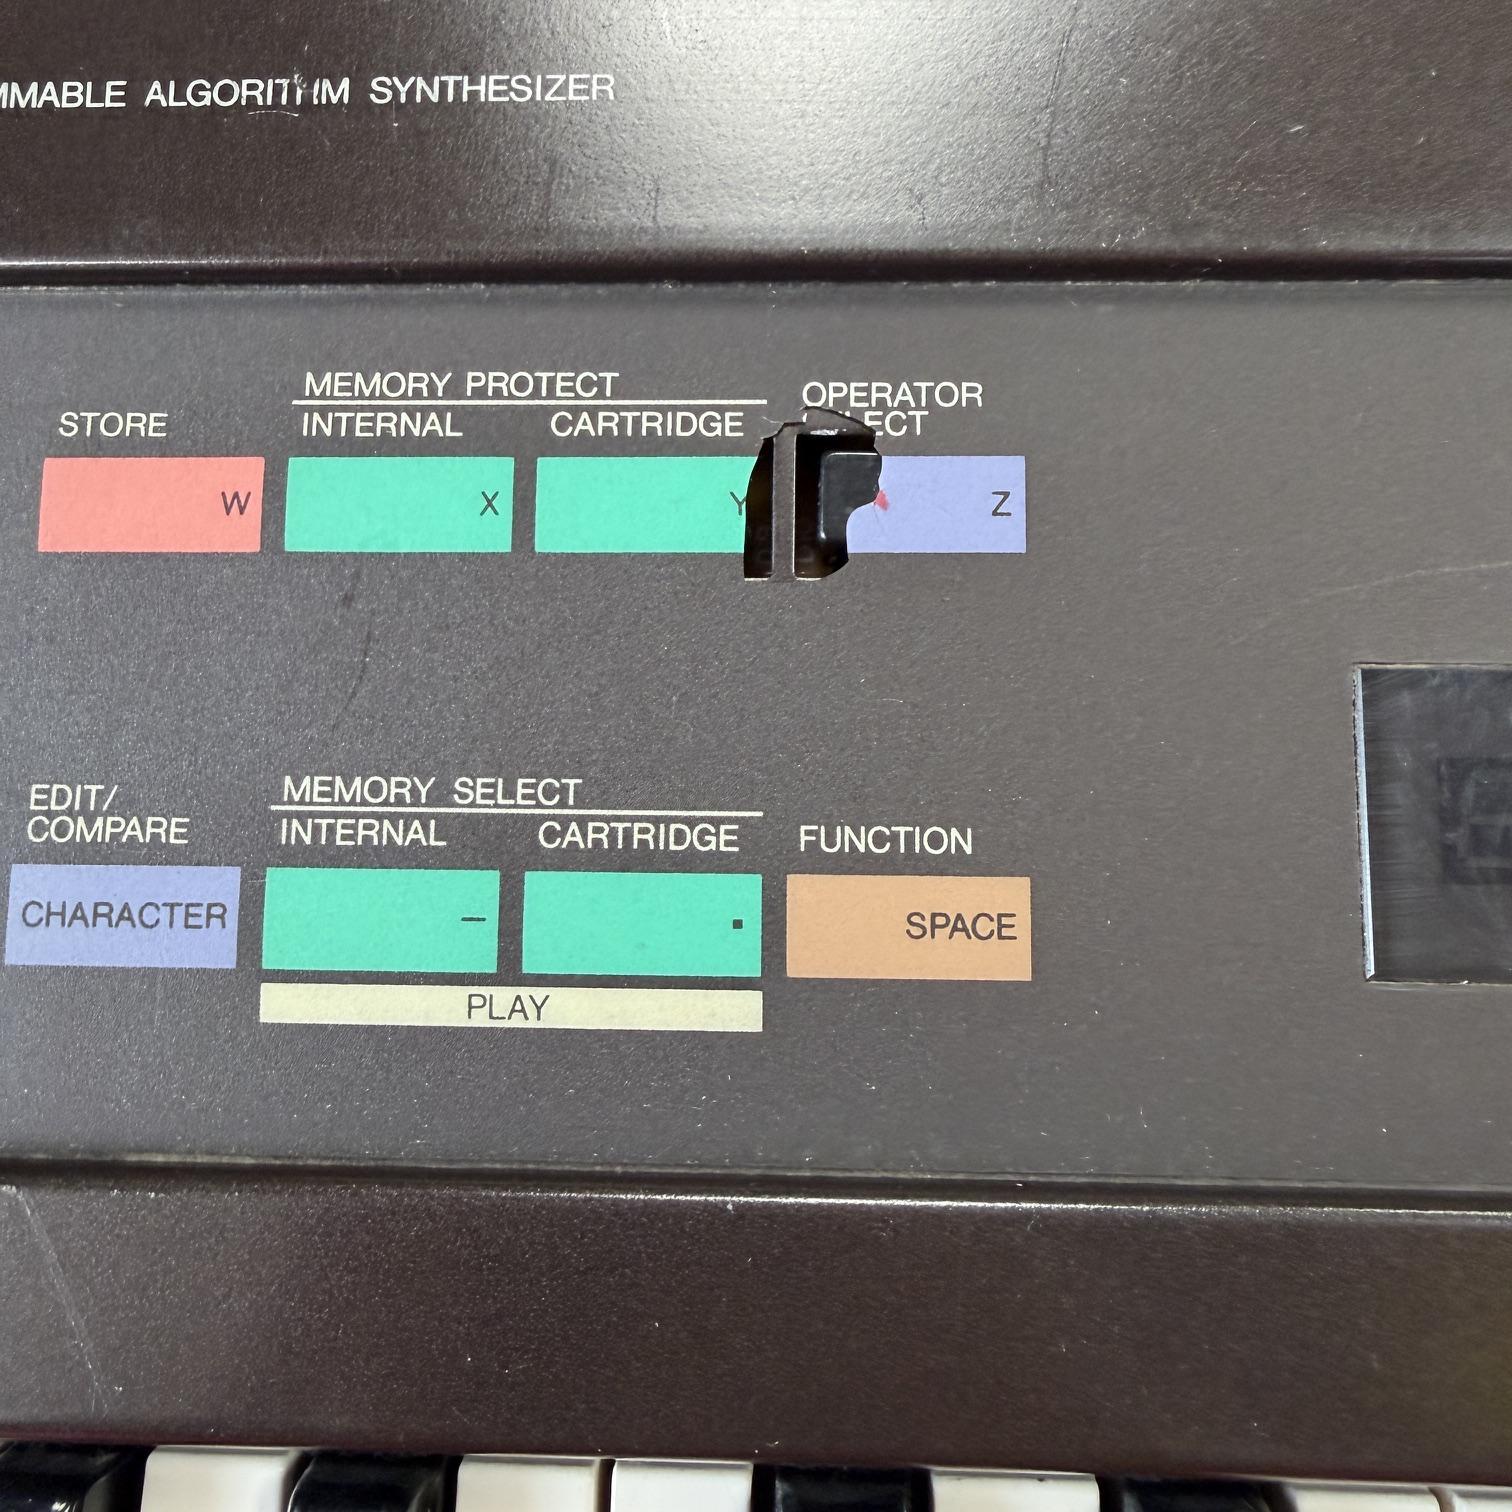 MMABLE ALGORITHM SYNTHESIZER
MEMORY PROTECT
STORE INTERNAL CARTRIDGE
OPERATOR
W X Y Z
EDIT/
COMPARE
MEMORY SELECT
INTERNAL CARTRIDGE FUNCTION
CHARACTER – ▪ SPACE
PLAY